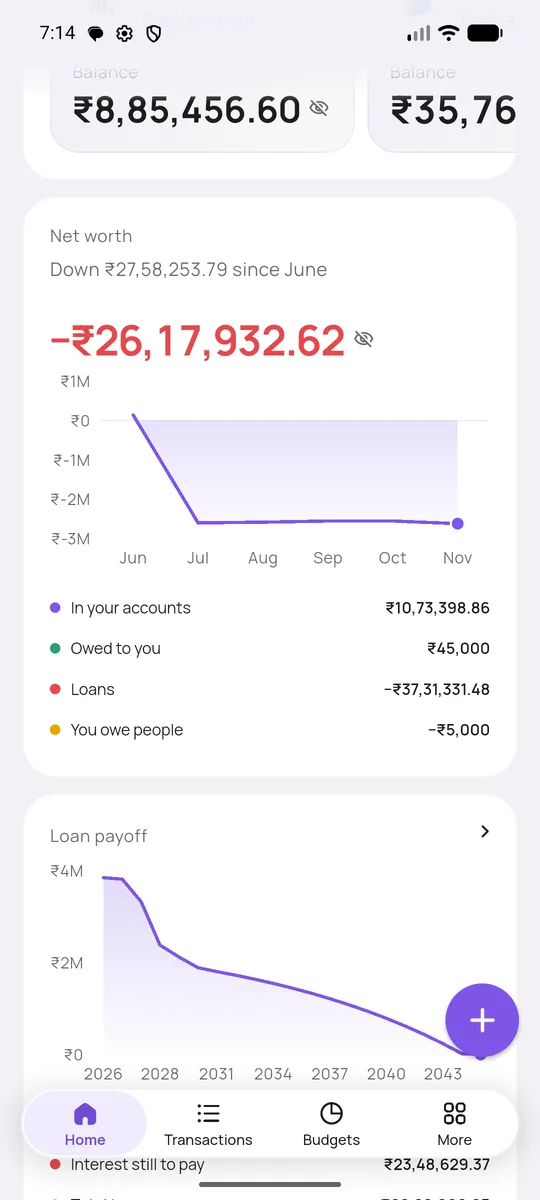 7:14
Bank account
Balance
Balance
₹8,85,456.60
₹35,76
Net worth
Down ₹27,58,253.79 since June
−₹26,17,932.62
₹1M
₹0
₹-1M
₹-2M
₹-3M
Jun Jul Aug Sep Oct Nov
In your accounts ₹10,73,398.86
Owed to you ₹45,000
Loans −₹37,31,331.48
You owe people −₹5,000
Loan payoff
₹4M
₹2M
₹0
2026 2028 2031 2034 2037 2040 2043
Home Transactions Budgets More
Interest still to pay ₹23,48,629.37